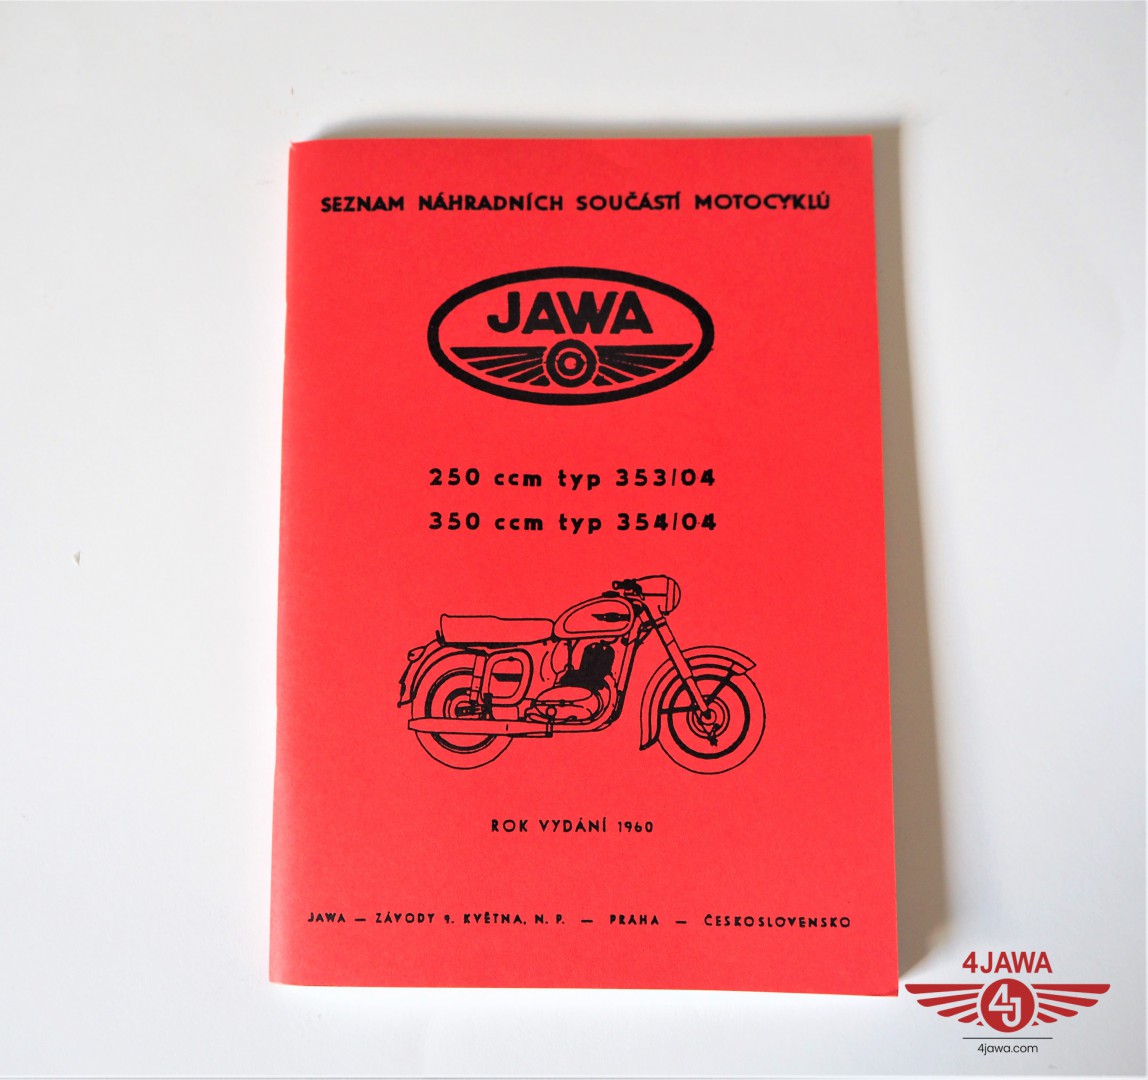 SEZNAM NÁHRADNÍCH SOUČÁSTÍ MOTOCYKLŮ
JAWA
250 ccm typ 353/04
350 ccm typ 354/04
ROK VYDÁNÍ 1960
JAWA — ZÁVODY 9. KVĚTNA, N. P. — PRAHA — ČESKOSLOVENSKO
4JAWA
4J
4jawa.com